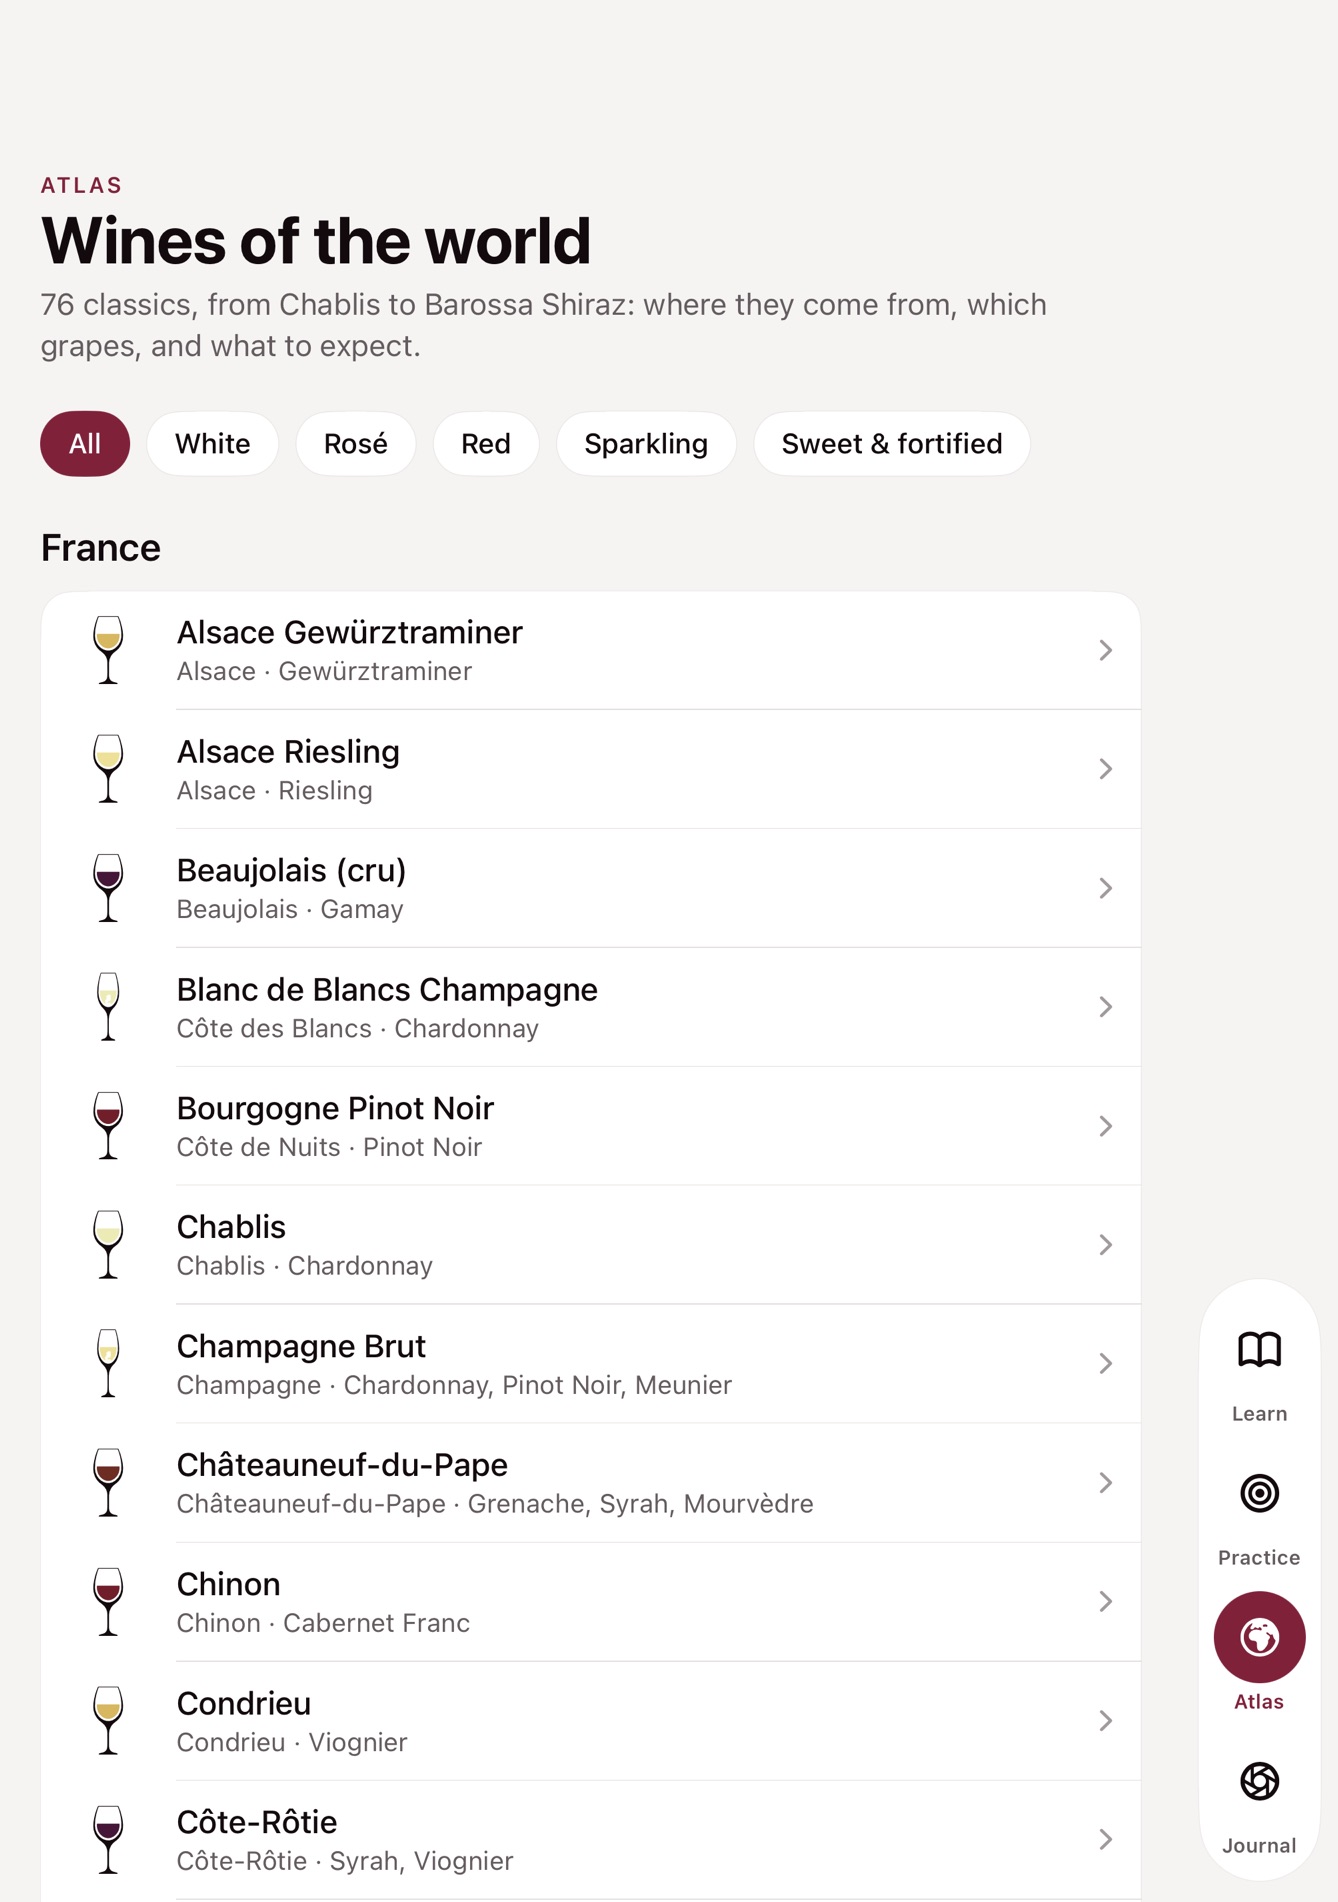 ATLAS
Wines of the world
76 classics, from Chablis to Barossa Shiraz: where they come from, which
grapes, and what to expect.
All
White
Rosé
Red
Sparkling
Sweet & fortified
France
Alsace Gewürztraminer
Alsace · Gewürztraminer
Alsace Riesling
Alsace · Riesling
Beaujolais (cru)
Beaujolais · Gamay
Blanc de Blancs Champagne
Côte des Blancs · Chardonnay
Bourgogne Pinot Noir
Côte de Nuits · Pinot Noir
Chablis
Chablis · Chardonnay
Champagne Brut
Champagne · Chardonnay, Pinot Noir, Meunier
Châteauneuf-du-Pape
Châteauneuf-du-Pape · Grenache, Syrah, Mourvèdre
Chinon
Chinon · Cabernet Franc
Condrieu
Condrieu · Viognier
Côte-Rôtie
Côte-Rôtie · Syrah, Viognier
Learn
Practice
Atlas
Journal